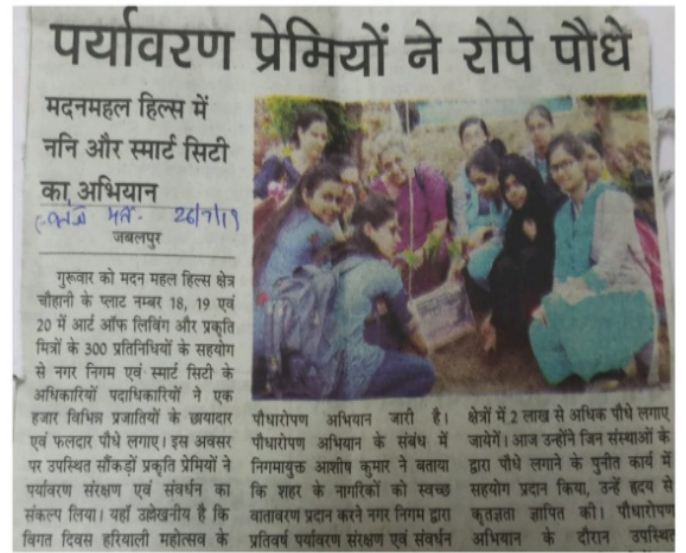 पर्यावरण प्रेमियों ने रोपे पौधे
मदनमहल हिल्स में
ननि और स्मार्ट सिटी
का अभियान
26/7/19
जबलपुर
गुरूवार को मदन महल हिल्स क्षेत्र
चौहानी के प्लाट नम्बर 18, 19 एवं
20 में आर्ट ऑफ लिविंग और प्रकृति
मित्रों के 300 प्रतिनिधियों के सहयोग
से नगर निगम एवं स्मार्ट सिटी के
अधिकारियों पदाधिकारियों ने एक
हजार विभिन्न प्रजातियों के छायादार
एवं फलदार पौधे लगाए। इस अवसर
पर उपस्थित सौंकड़ों प्रकृति प्रेमियों ने
पर्यावरण संरक्षण एवं संवर्धन का
संकल्प लिया। यहाँ उल्लेखनीय है कि
विगत दिवस हरियाली महोत्सव के
पौधारोपण अभियान जारी है।
पौधारोपण अभियान के संबंध में
निगमायुक्त आशीष कुमार ने बताया
कि शहर के नागरिकों को स्वच्छ
वातावरण प्रदान करने नगर निगम द्वारा
प्रतिवर्ष पर्यावरण संरक्षण एवं संवर्धन
क्षेत्रों में 2 लाख से अधिक पौधे लगाए
जायेगें। आज उन्होंने जिन संस्थाओं के
द्वारा पौधे लगाने के पुनीत कार्य में
सहयोग प्रदान किया, उन्हें हृदय से
कृतज्ञता ज्ञापित की। पौधारोपण
अभियान के दौरान उपस्थित